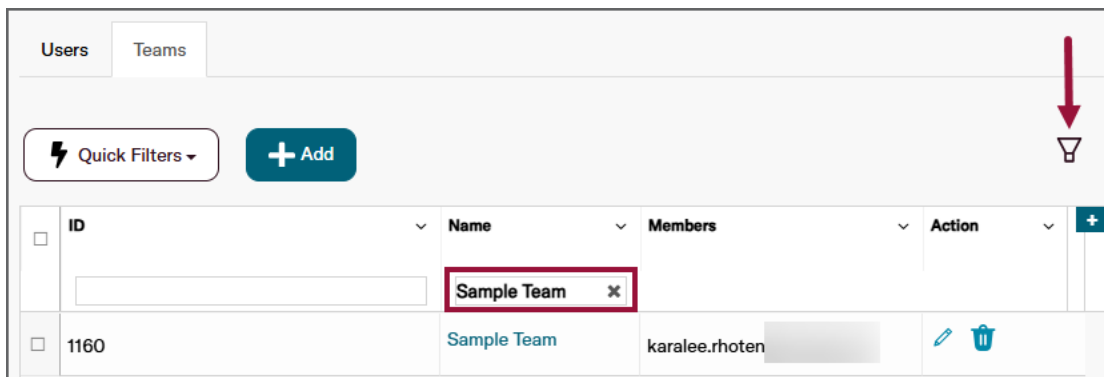 Users Teams
Quick Filters Add
ID Name Members Action
Sample Team
1160 Sample Team karalee.rhoten